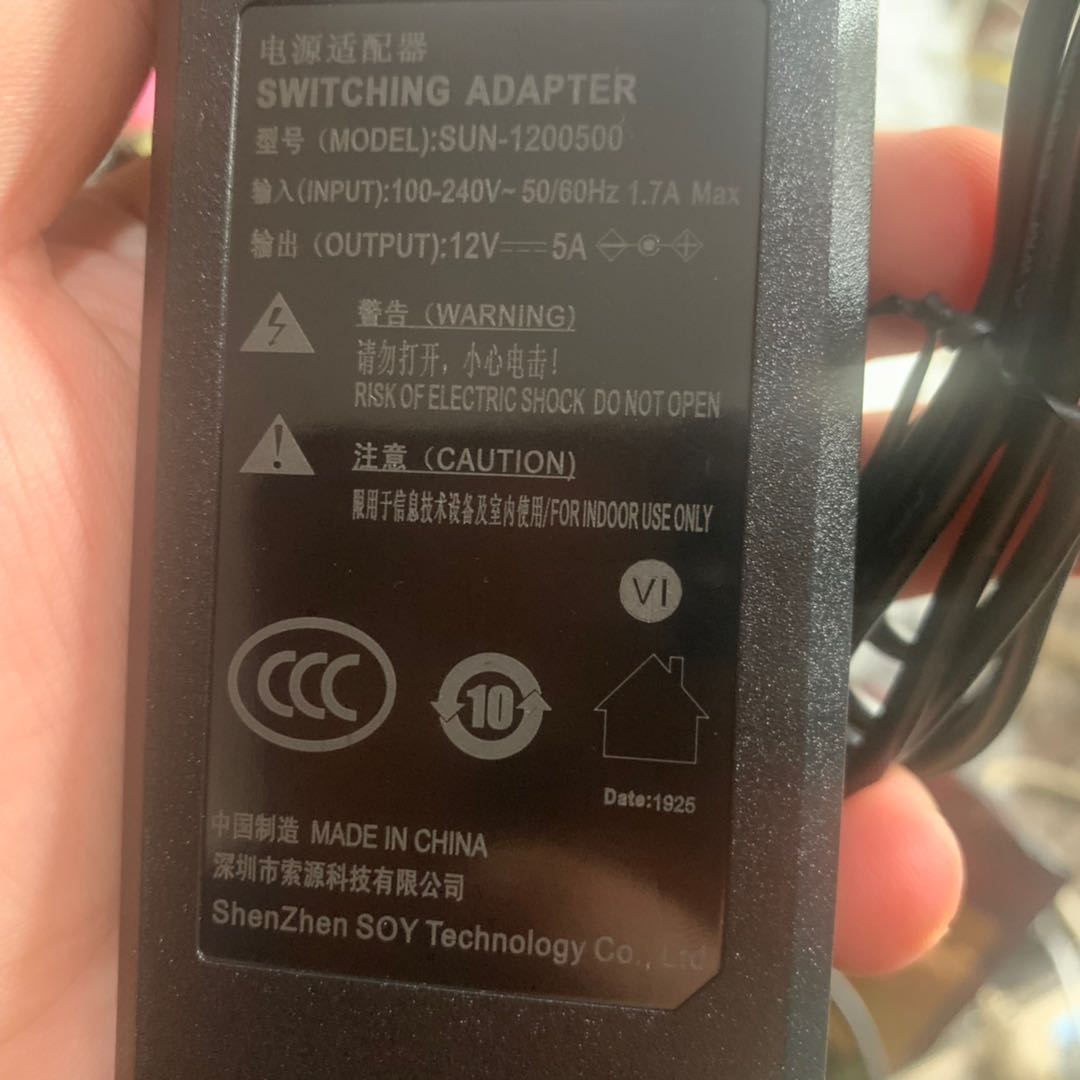 电源适配器
SWITCHING ADAPTER
型号（MODEL):SUN-1200500
输入(INPUT):100-240V~50/60Hz 1.7A Max
输出（OUTPUT):12V⎓5A
警告（WARNING)
请勿打开，小心电击！
RISK OF ELECTRIC SHOCK DO NOT OPEN
注意（CAUTION)
限用于信息技术设备及室内使用/FOR INDOOR USE ONLY
VI
CCC
10
Date:1925
中国制造 MADE IN CHINA
深圳市索源科技有限公司
ShenZhen SOY Technology Co., Ltd